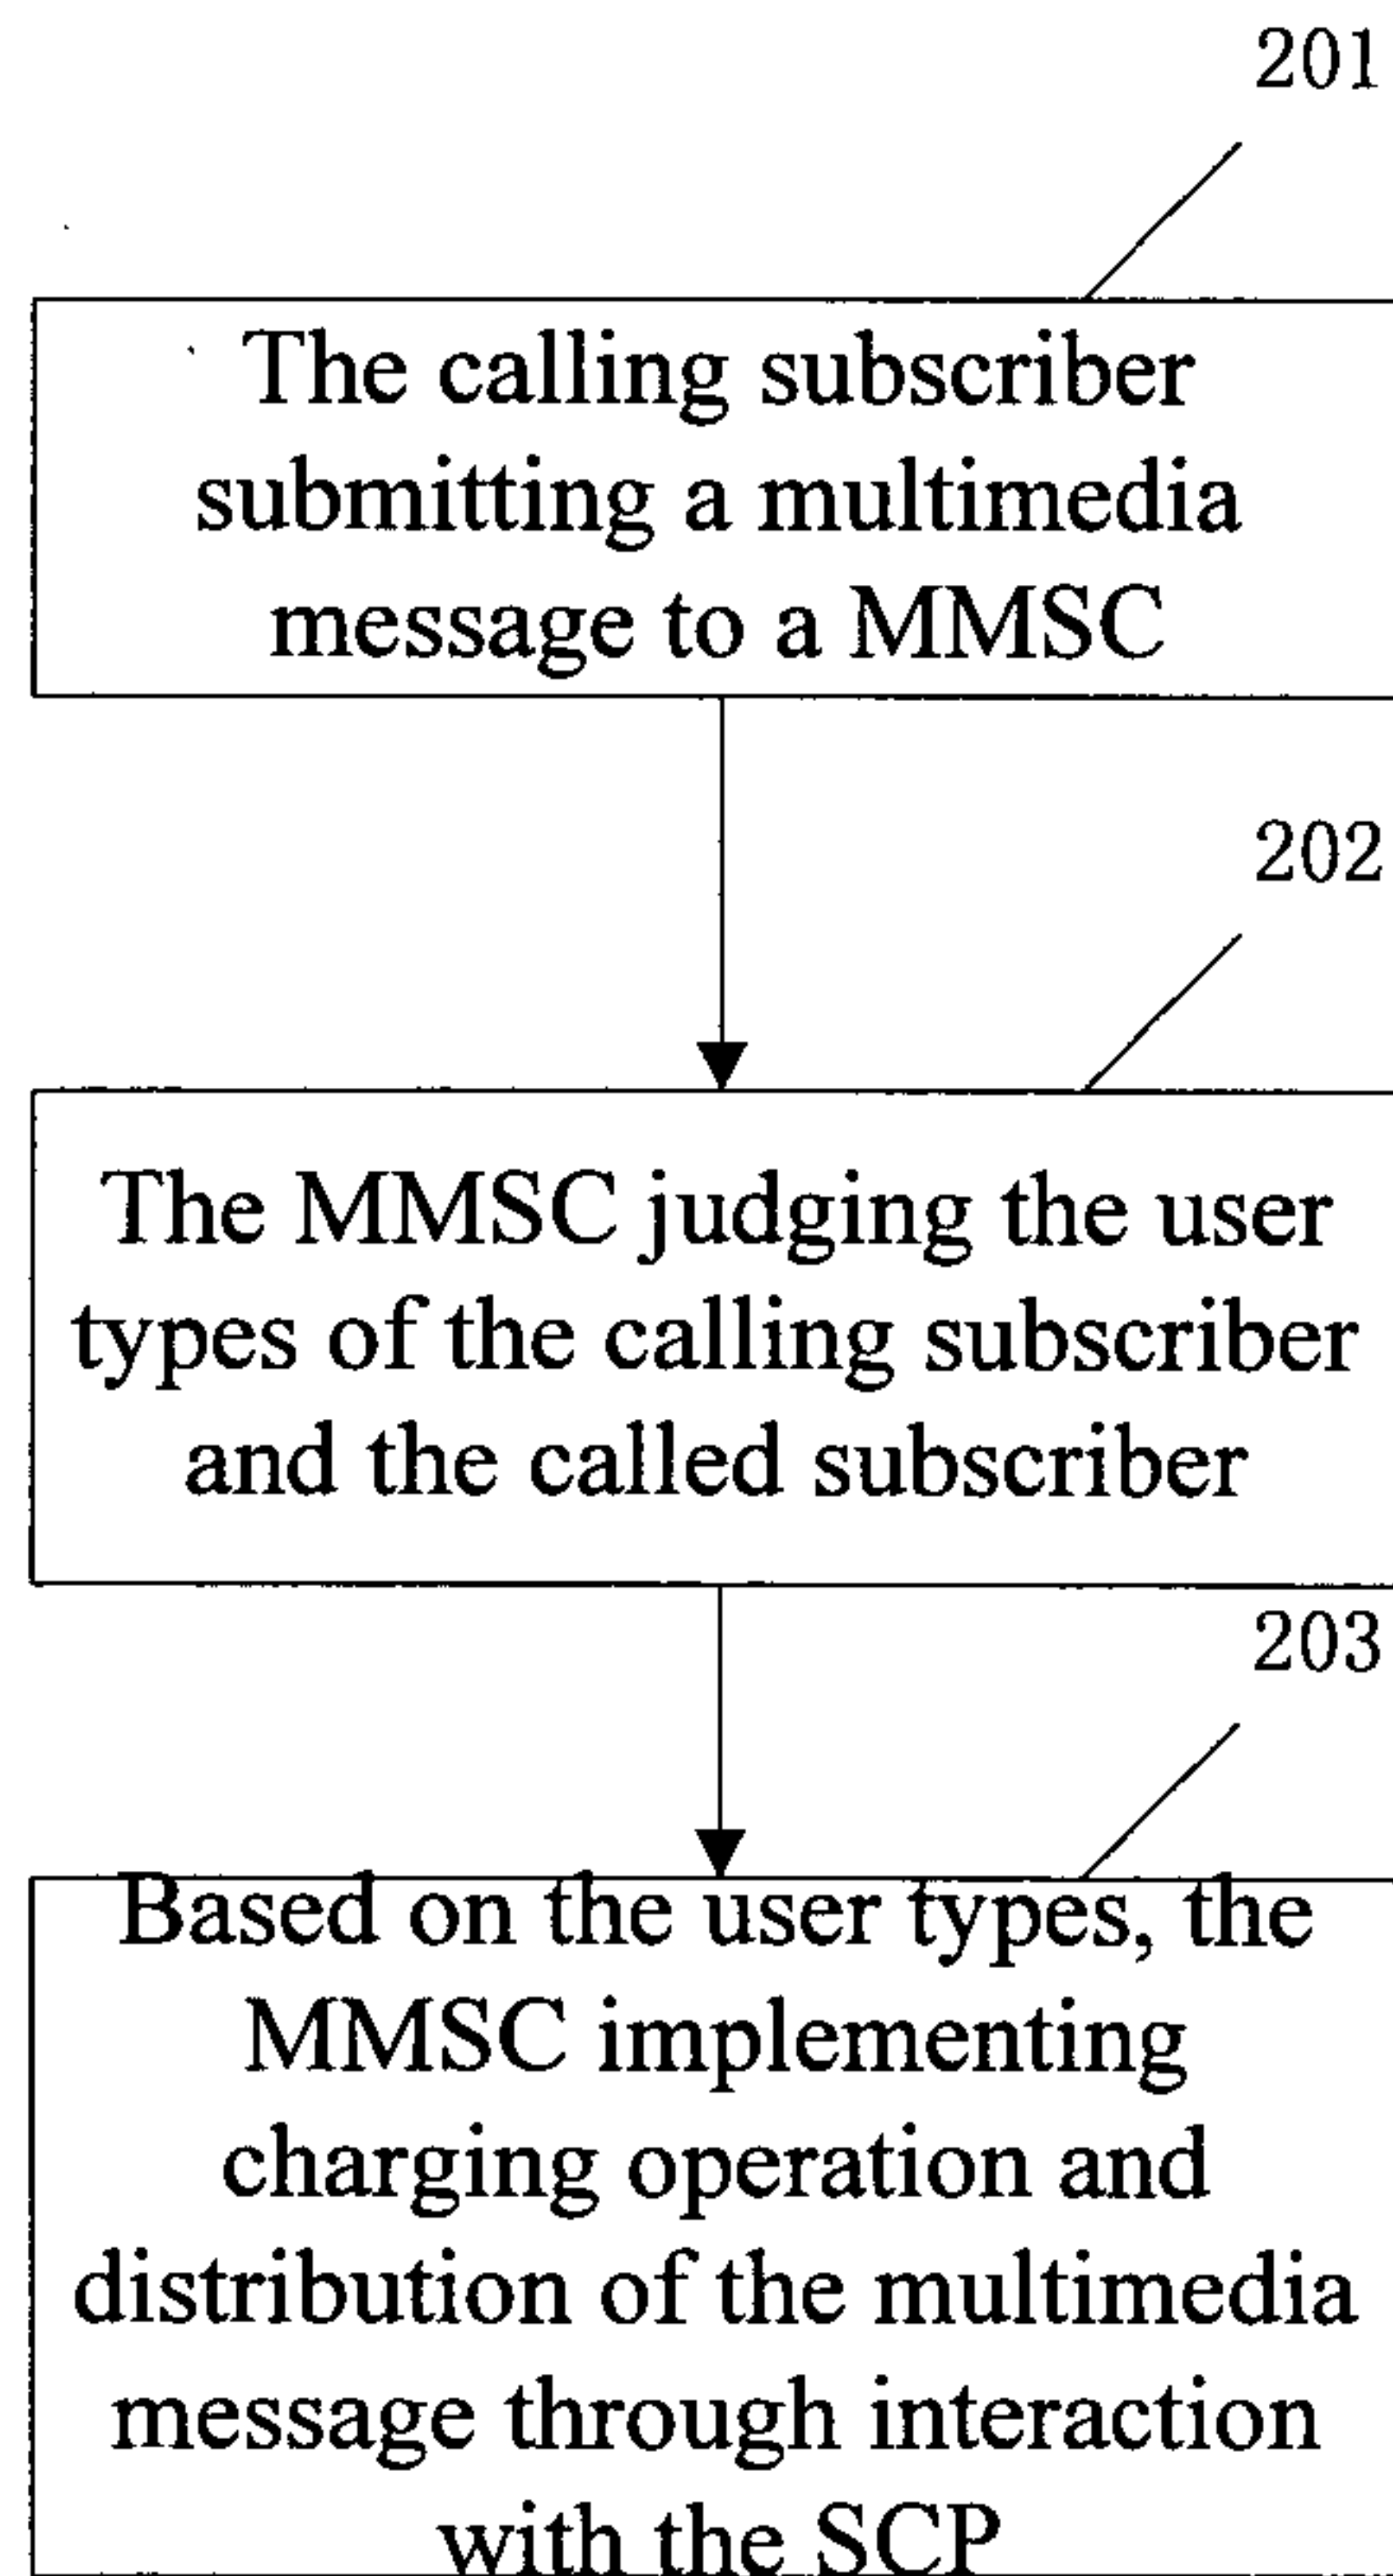 201
The calling subscriber
submitting a multimedia
message to a MMSC
202
The MMSC judging the user
types of the calling subscriber
and the called subscriber
203
Based on the user types, the
MMSC implementing
charging operation and
distribution of the multimedia
message through interaction
with the SCP